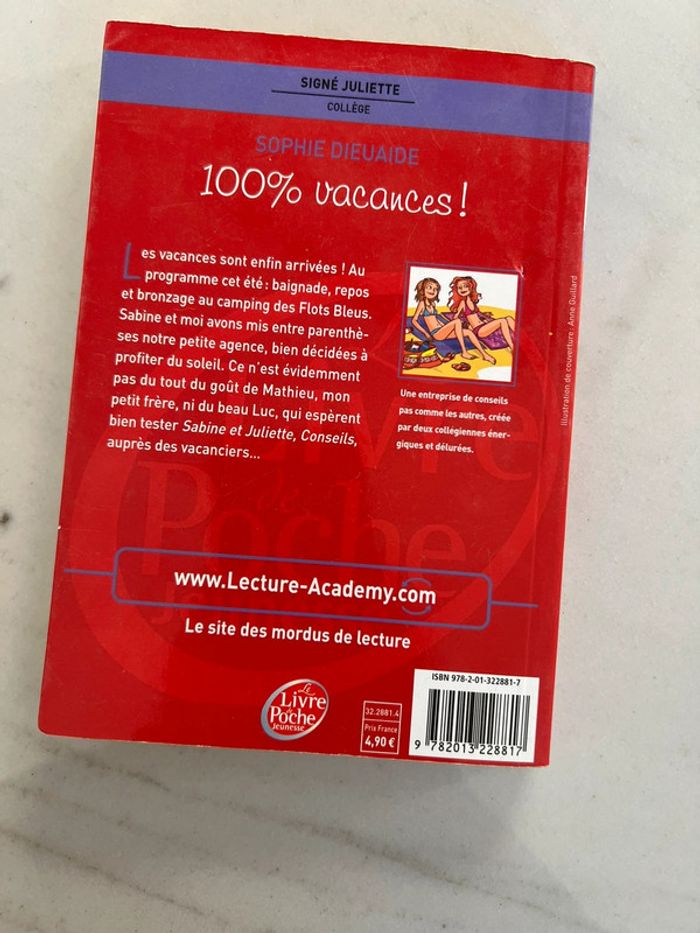 SIGNÉ JULIETTE
COLLÈGE
SOPHIE DIEUAIDE
100% vacances !
Les vacances sont enfin arrivées ! Au
programme cet été : baignade, repos
et bronzage au camping des Flots Bleus.
Sabine et moi avons mis entre parenthè-
ses notre petite agence, bien décidées à
profiter du soleil. Ce n'est évidemment
pas du tout du goût de Mathieu, mon
petit frère, ni du beau Luc, qui espèrent
bien tester Sabine et Juliette, Conseils,
auprès des vacanciers...
Une entreprise de conseils
pas comme les autres, créée
par deux collégiennes éner-
giques et délurées.
Illustration de couverture : Anne Guillard
Livre
de
Poche
www.Lecture-Academy.com
Le site des mordus de lecture
Le
Livre
de
Poche
Jeunesse
32.2881.4
Prix France
4,90 €
ISBN 978-2-01-322881-7
9 782013 228817